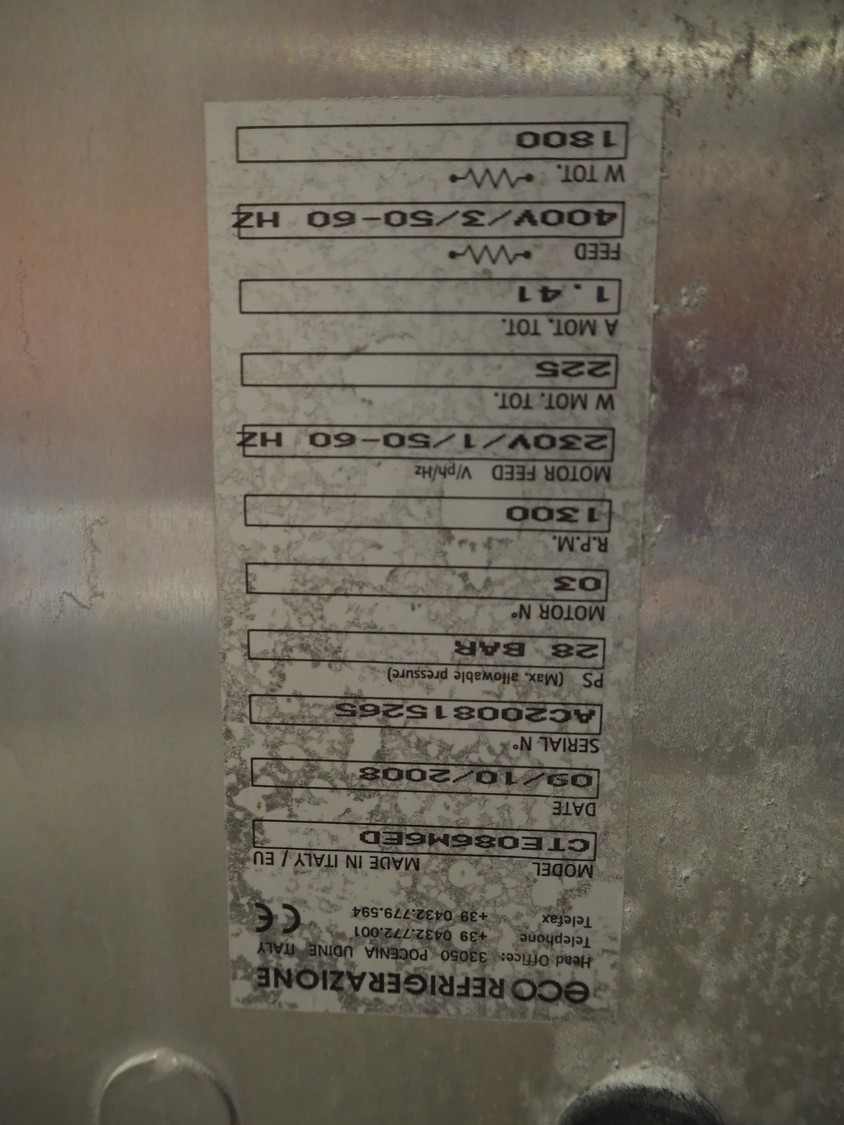 eco REFRIGERAZIONE
Head Office: 33050 POCENIA UDINE ITALY
Telephone +39 0432.772.001
Telefax +39 0432.779.594
CE
MODEL MADE IN ITALY / EU
CTE086M6ED
DATE
09/10/2008
SERIAL N°
AC200815265
PS (Max. allowable pressure)
28 BAR
MOTOR N°
03
R.P.M.
1300
MOTOR FEED V/ph/Hz
230V/1/50-60 HZ
W MOT. TOT.
225
A MOT. TOT.
1.41
FEED
400V/3/50-60 HZ
W TOT.
1800